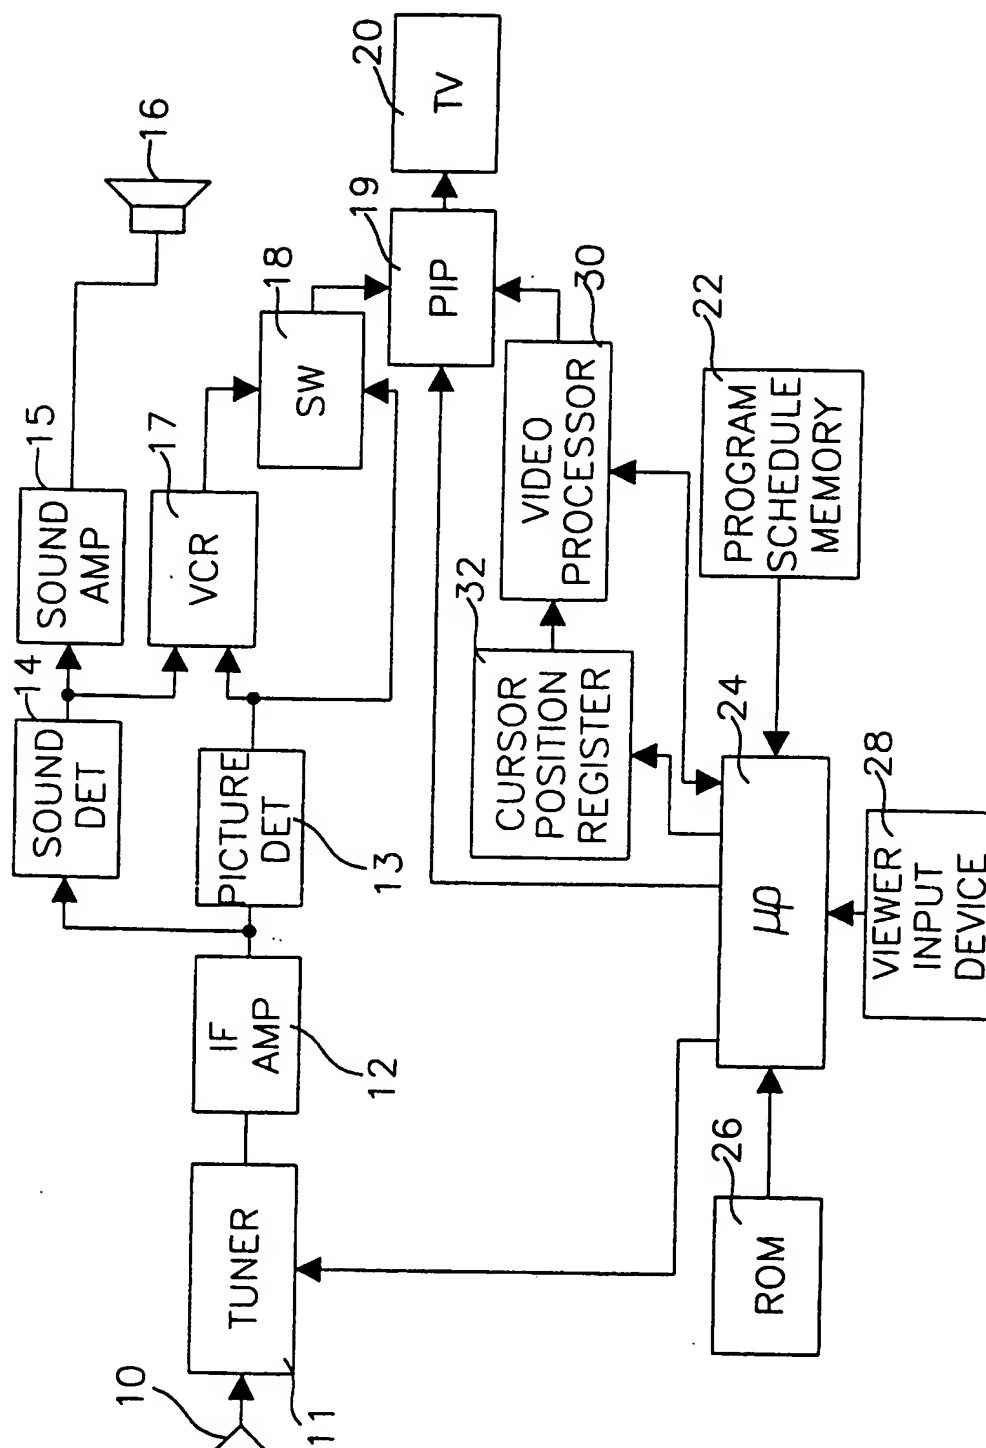 10
11
TUNER
12
IF
AMP
13
PICTURE
DET
14
SOUND
DET
15
SOUND
AMP
16
17
VCR
18
SW
19
PIP
20
TV
30
VIDEO
PROCESSOR
32
CURSOR
POSITION
REGISTER
22
PROGRAM
SCHEDULE
MEMORY
24
μp
26
ROM
28
VIEWER
INPUT
DEVICE